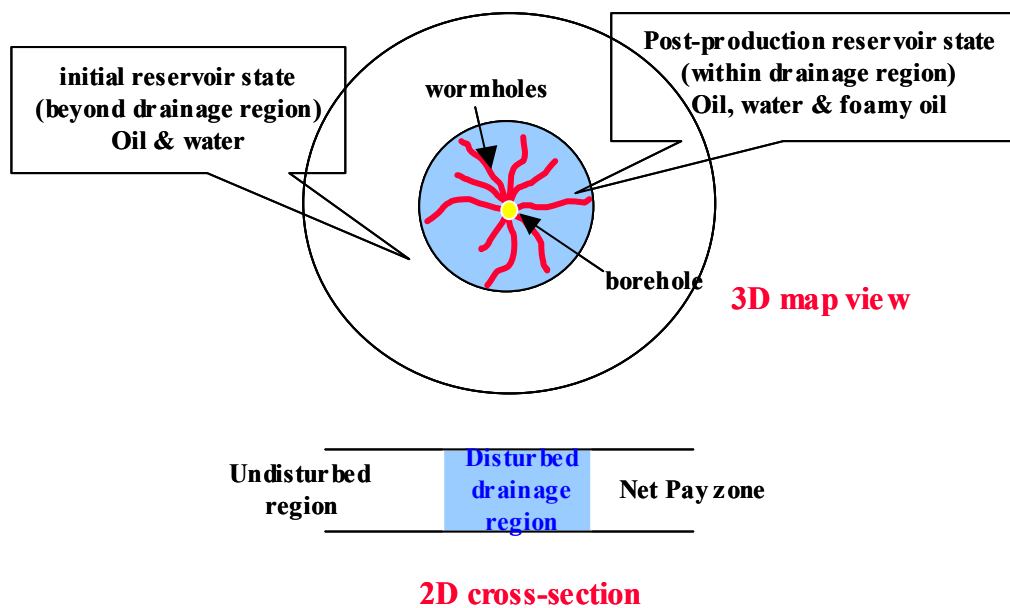 initial reservoir state
(beyond drainage region)
Oil & water
Post-production reservoir state
(within drainage region)
Oil, water & foamy oil
wormholes
borehole
3D map view
Undisturbed
region
Disturbed
drainage
region
Net Pay zone
2D cross-section